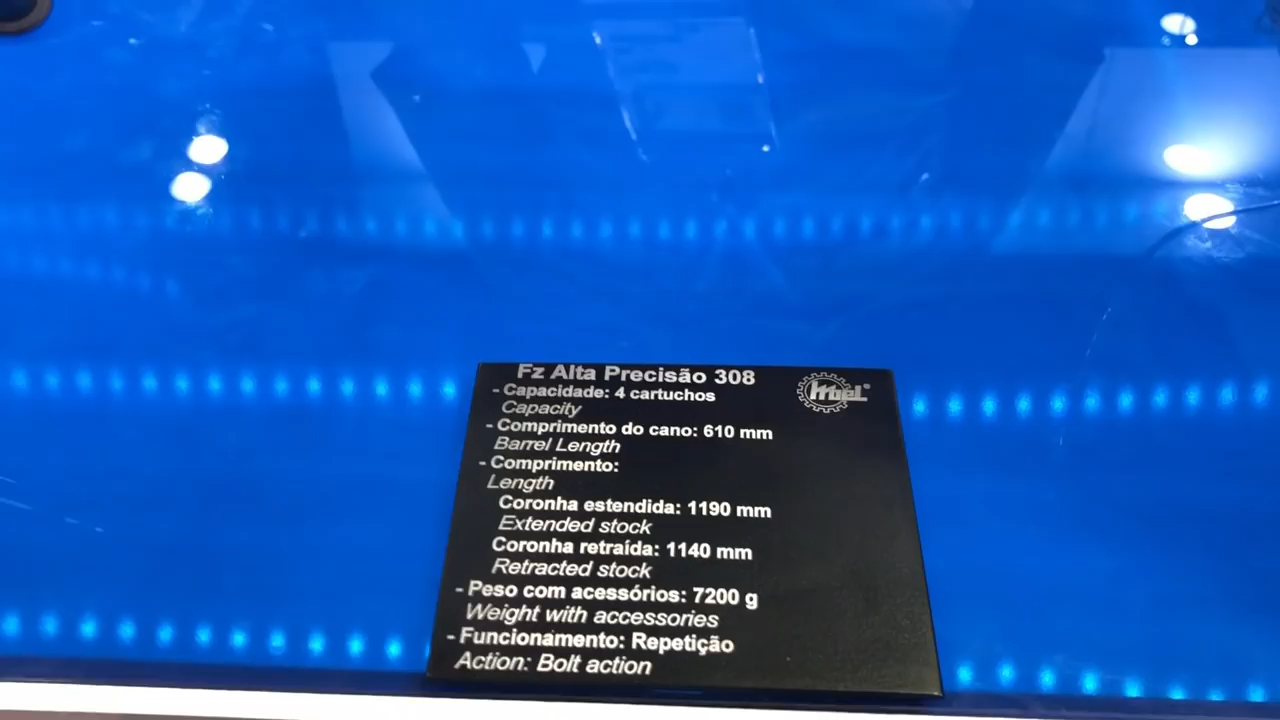 Fz Alta Precisão 308
imbel®
- Capacidade: 4 cartuchos
Capacity
- Comprimento do cano: 610 mm
Barrel Length
- Comprimento:
Length
Coronha estendida: 1190 mm
Extended stock
Coronha retraída: 1140 mm
Retracted stock
- Peso com acessórios: 7200 g
Weight with accessories
- Funcionamento: Repetição
Action: Bolt action